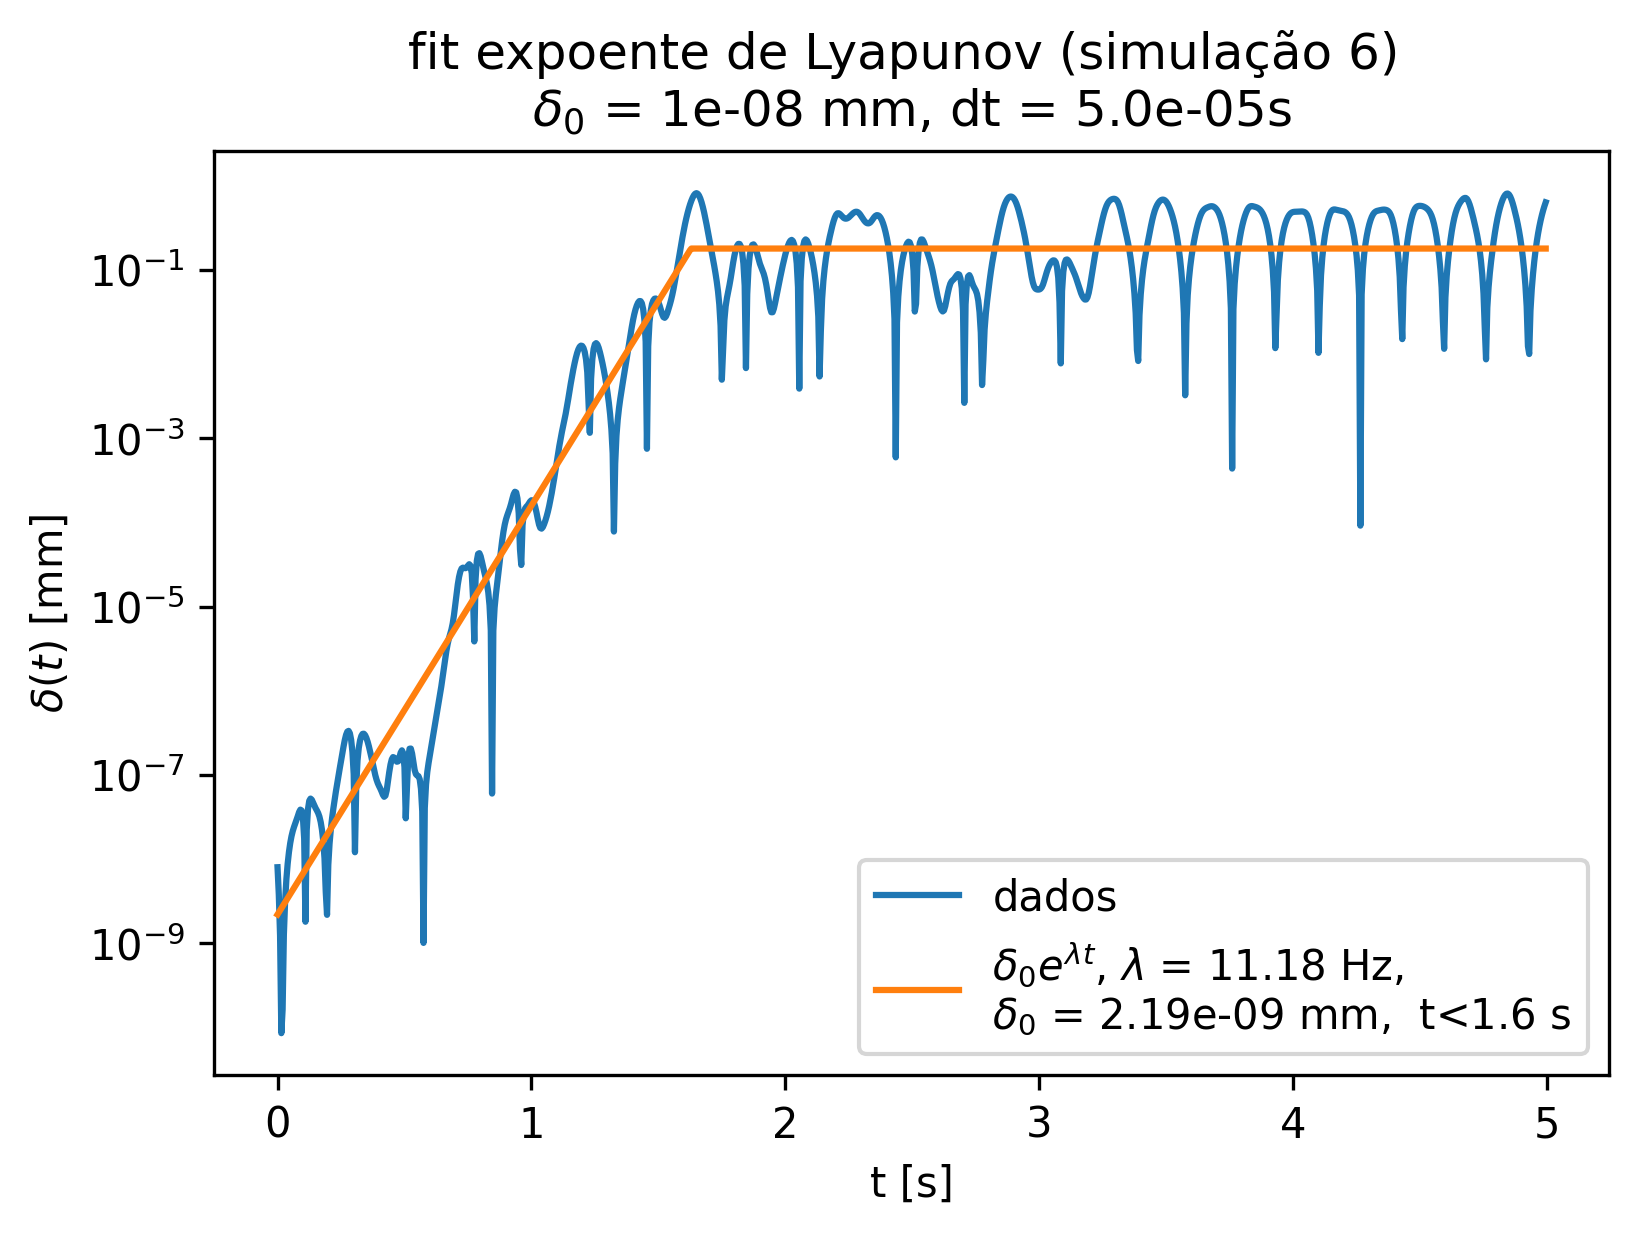 fit expoente de Lyapunov (simulação 6)
δ₀ = 1e-08 mm, dt = 5.0e-05s
δ(t) [mm]
10⁻¹
10⁻³
10⁻⁵
10⁻⁷
10⁻⁹
dados
δ₀e^{λt}, λ = 11.18 Hz,
δ₀ = 2.19e-09 mm,  t<1.6 s
0 1 2 3 4 5
t [s]